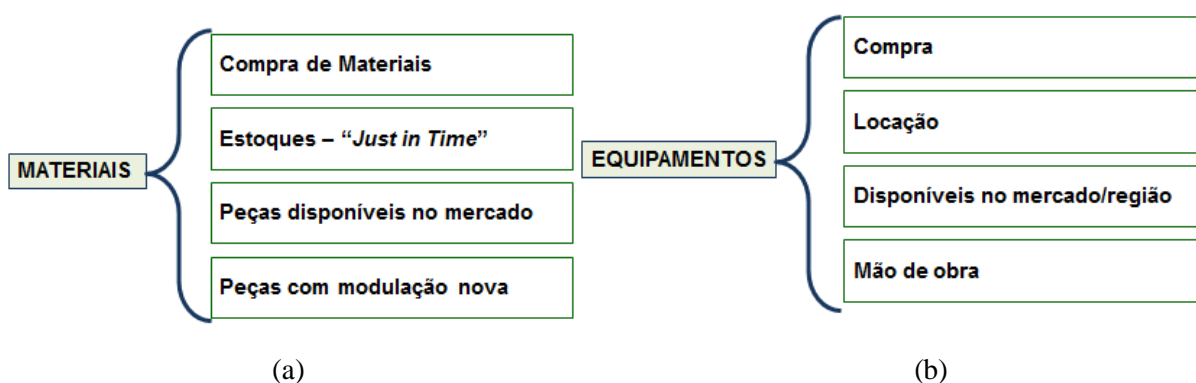 MATERIAIS
Compra de Materiais
Estoques – “Just in Time”
Peças disponíveis no mercado
Peças com modulação nova
(a)
EQUIPAMENTOS
Compra
Locação
Disponíveis no mercado/região
Mão de obra
(b)